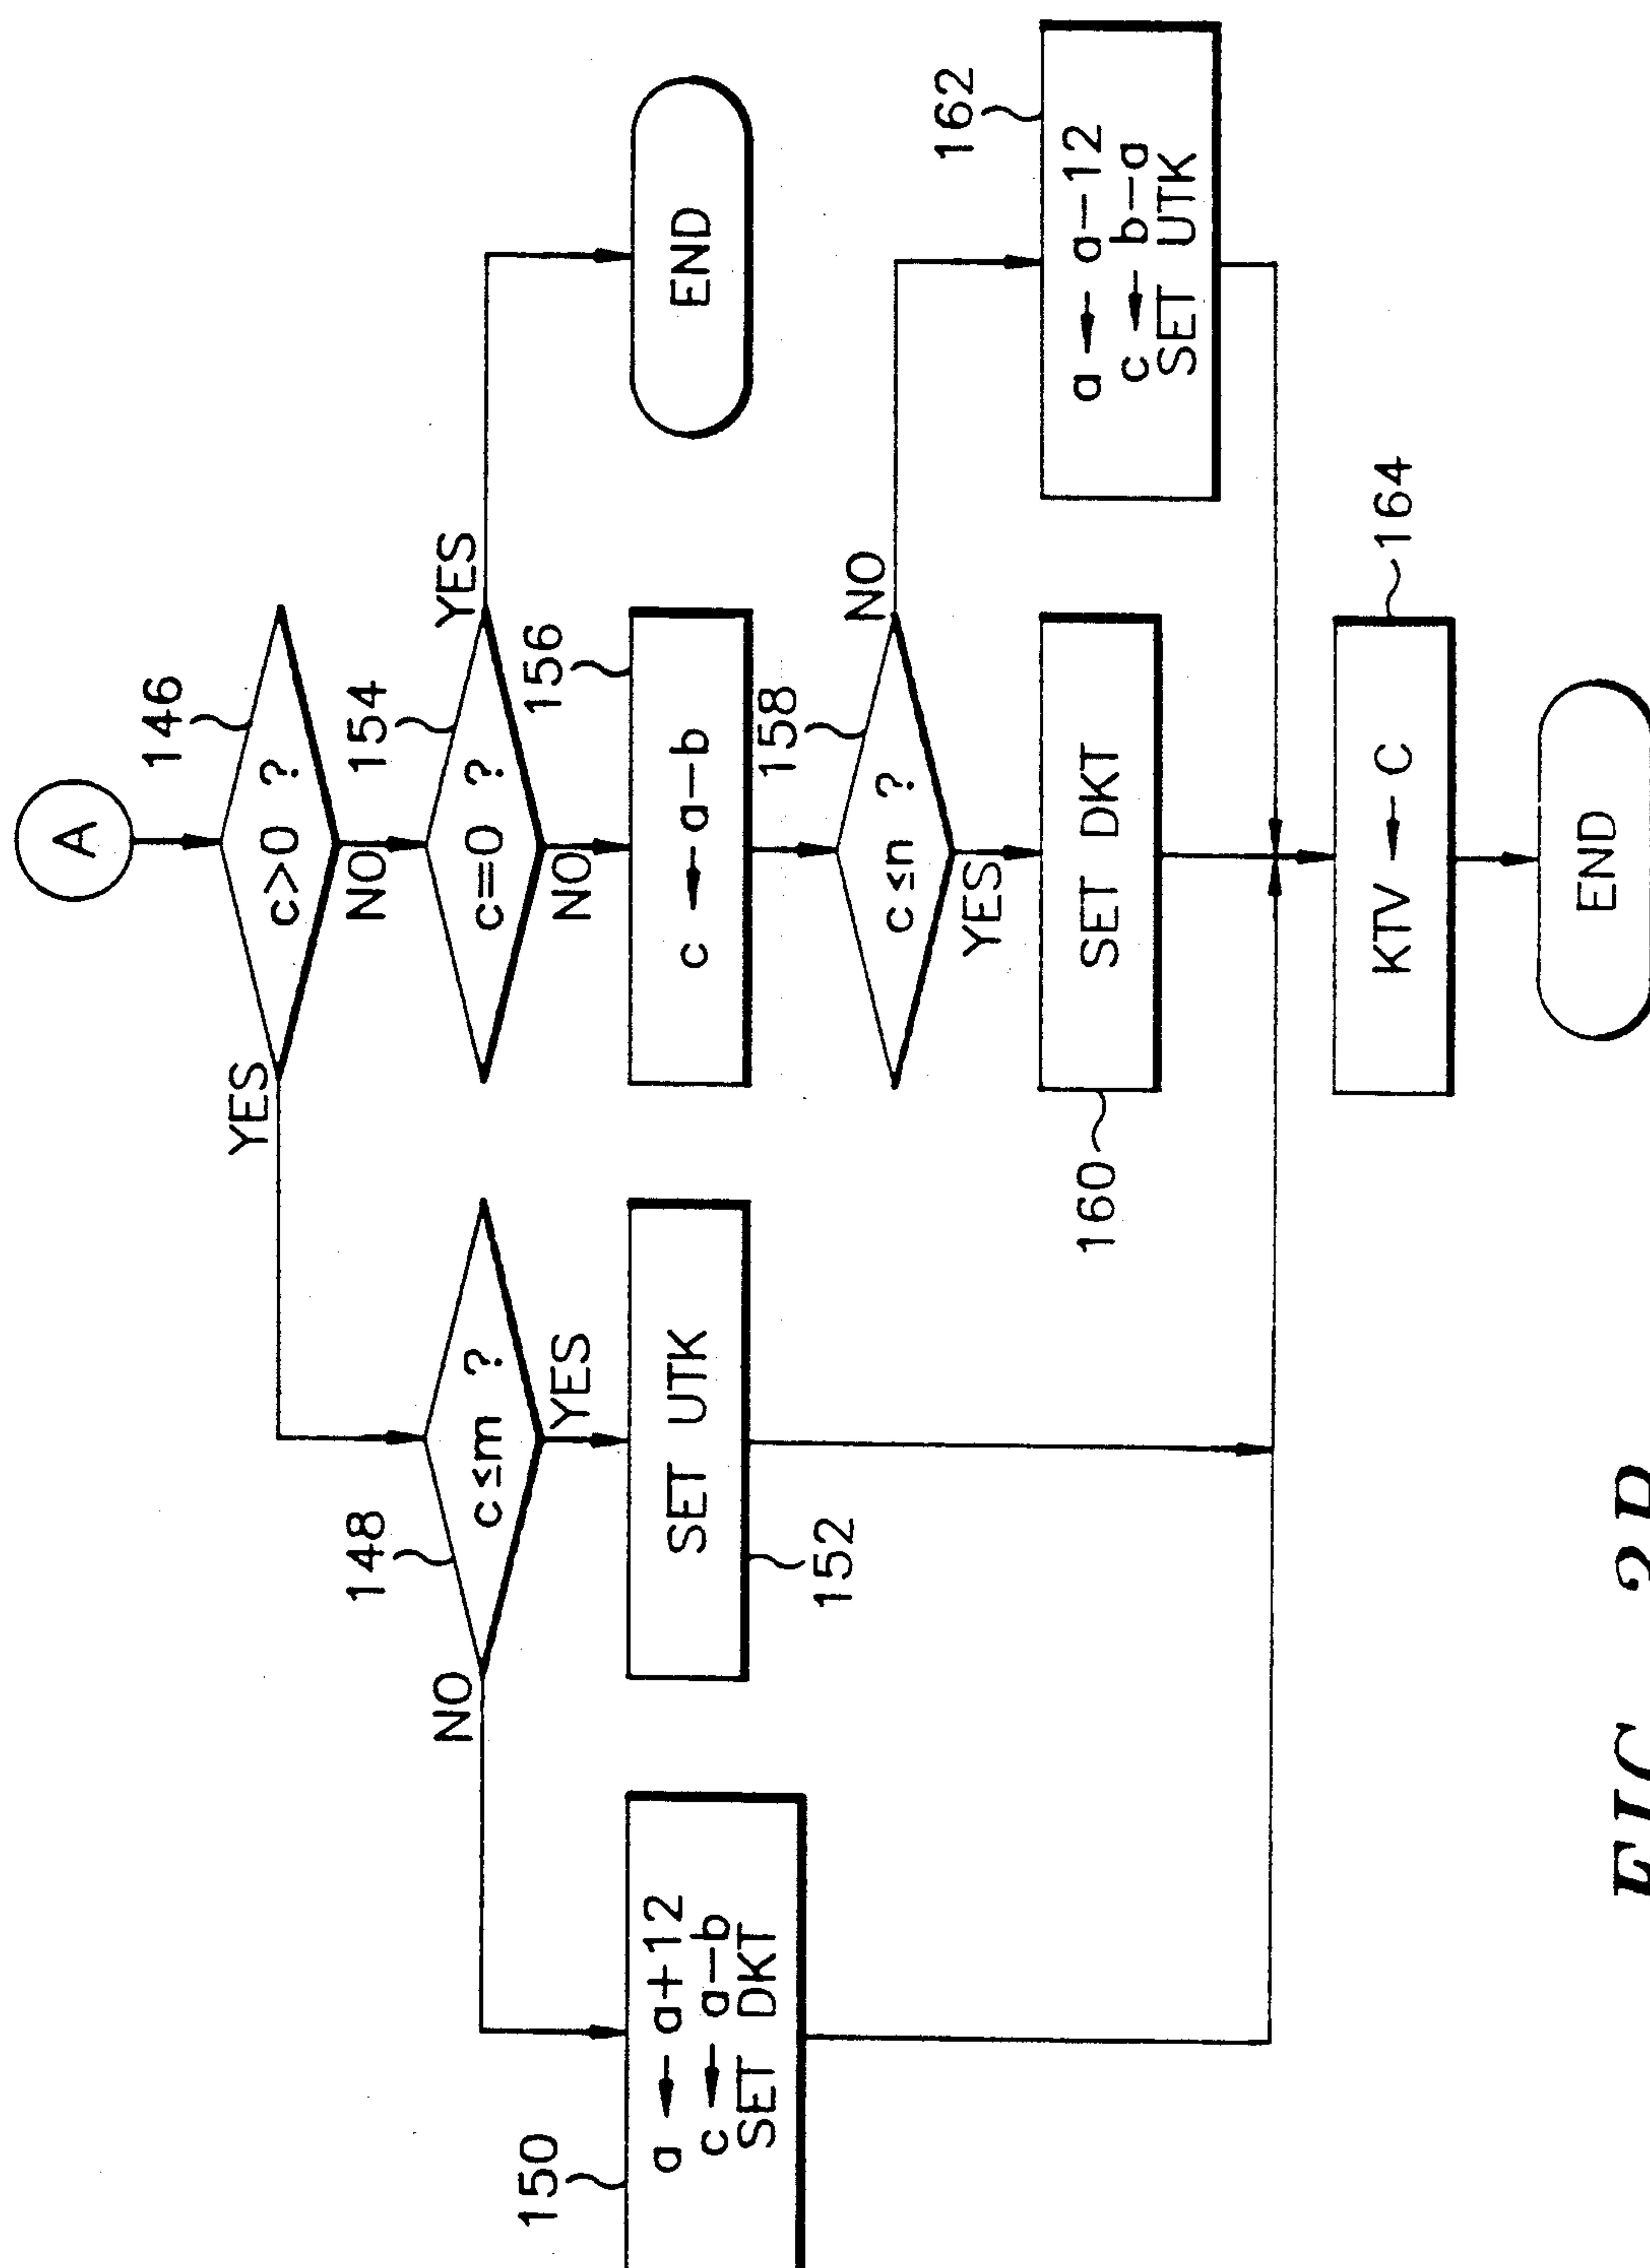 A
146
c>0 ?
YES
NO
148
c≤m ?
NO
YES
154
c=0 ?
YES
NO
150
a ← a+12
c ← a-b
SET DKT
SET UTK
152
156
c ← a-b
END
158
c≤n ?
NO
YES
160
SET DKT
162
a ← a-12
c ← b-a
SET UTK
164
KTV ← C
END